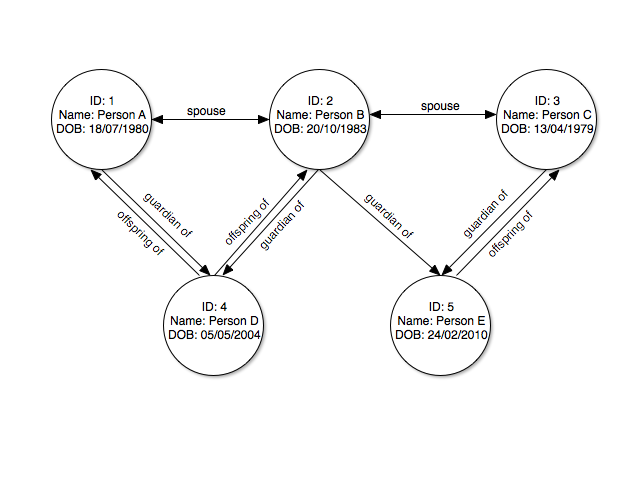 ID: 1
Name: Person A
DOB: 18/07/1980
spouse
ID: 2
Name: Person B
DOB: 20/10/1983
spouse
ID: 3
Name: Person C
DOB: 13/04/1979
guardian of
offspring of
offspring of
guardian of
guardian of
guardian of
offspring of
ID: 4
Name: Person D
DOB: 05/05/2004
ID: 5
Name: Person E
DOB: 24/02/2010